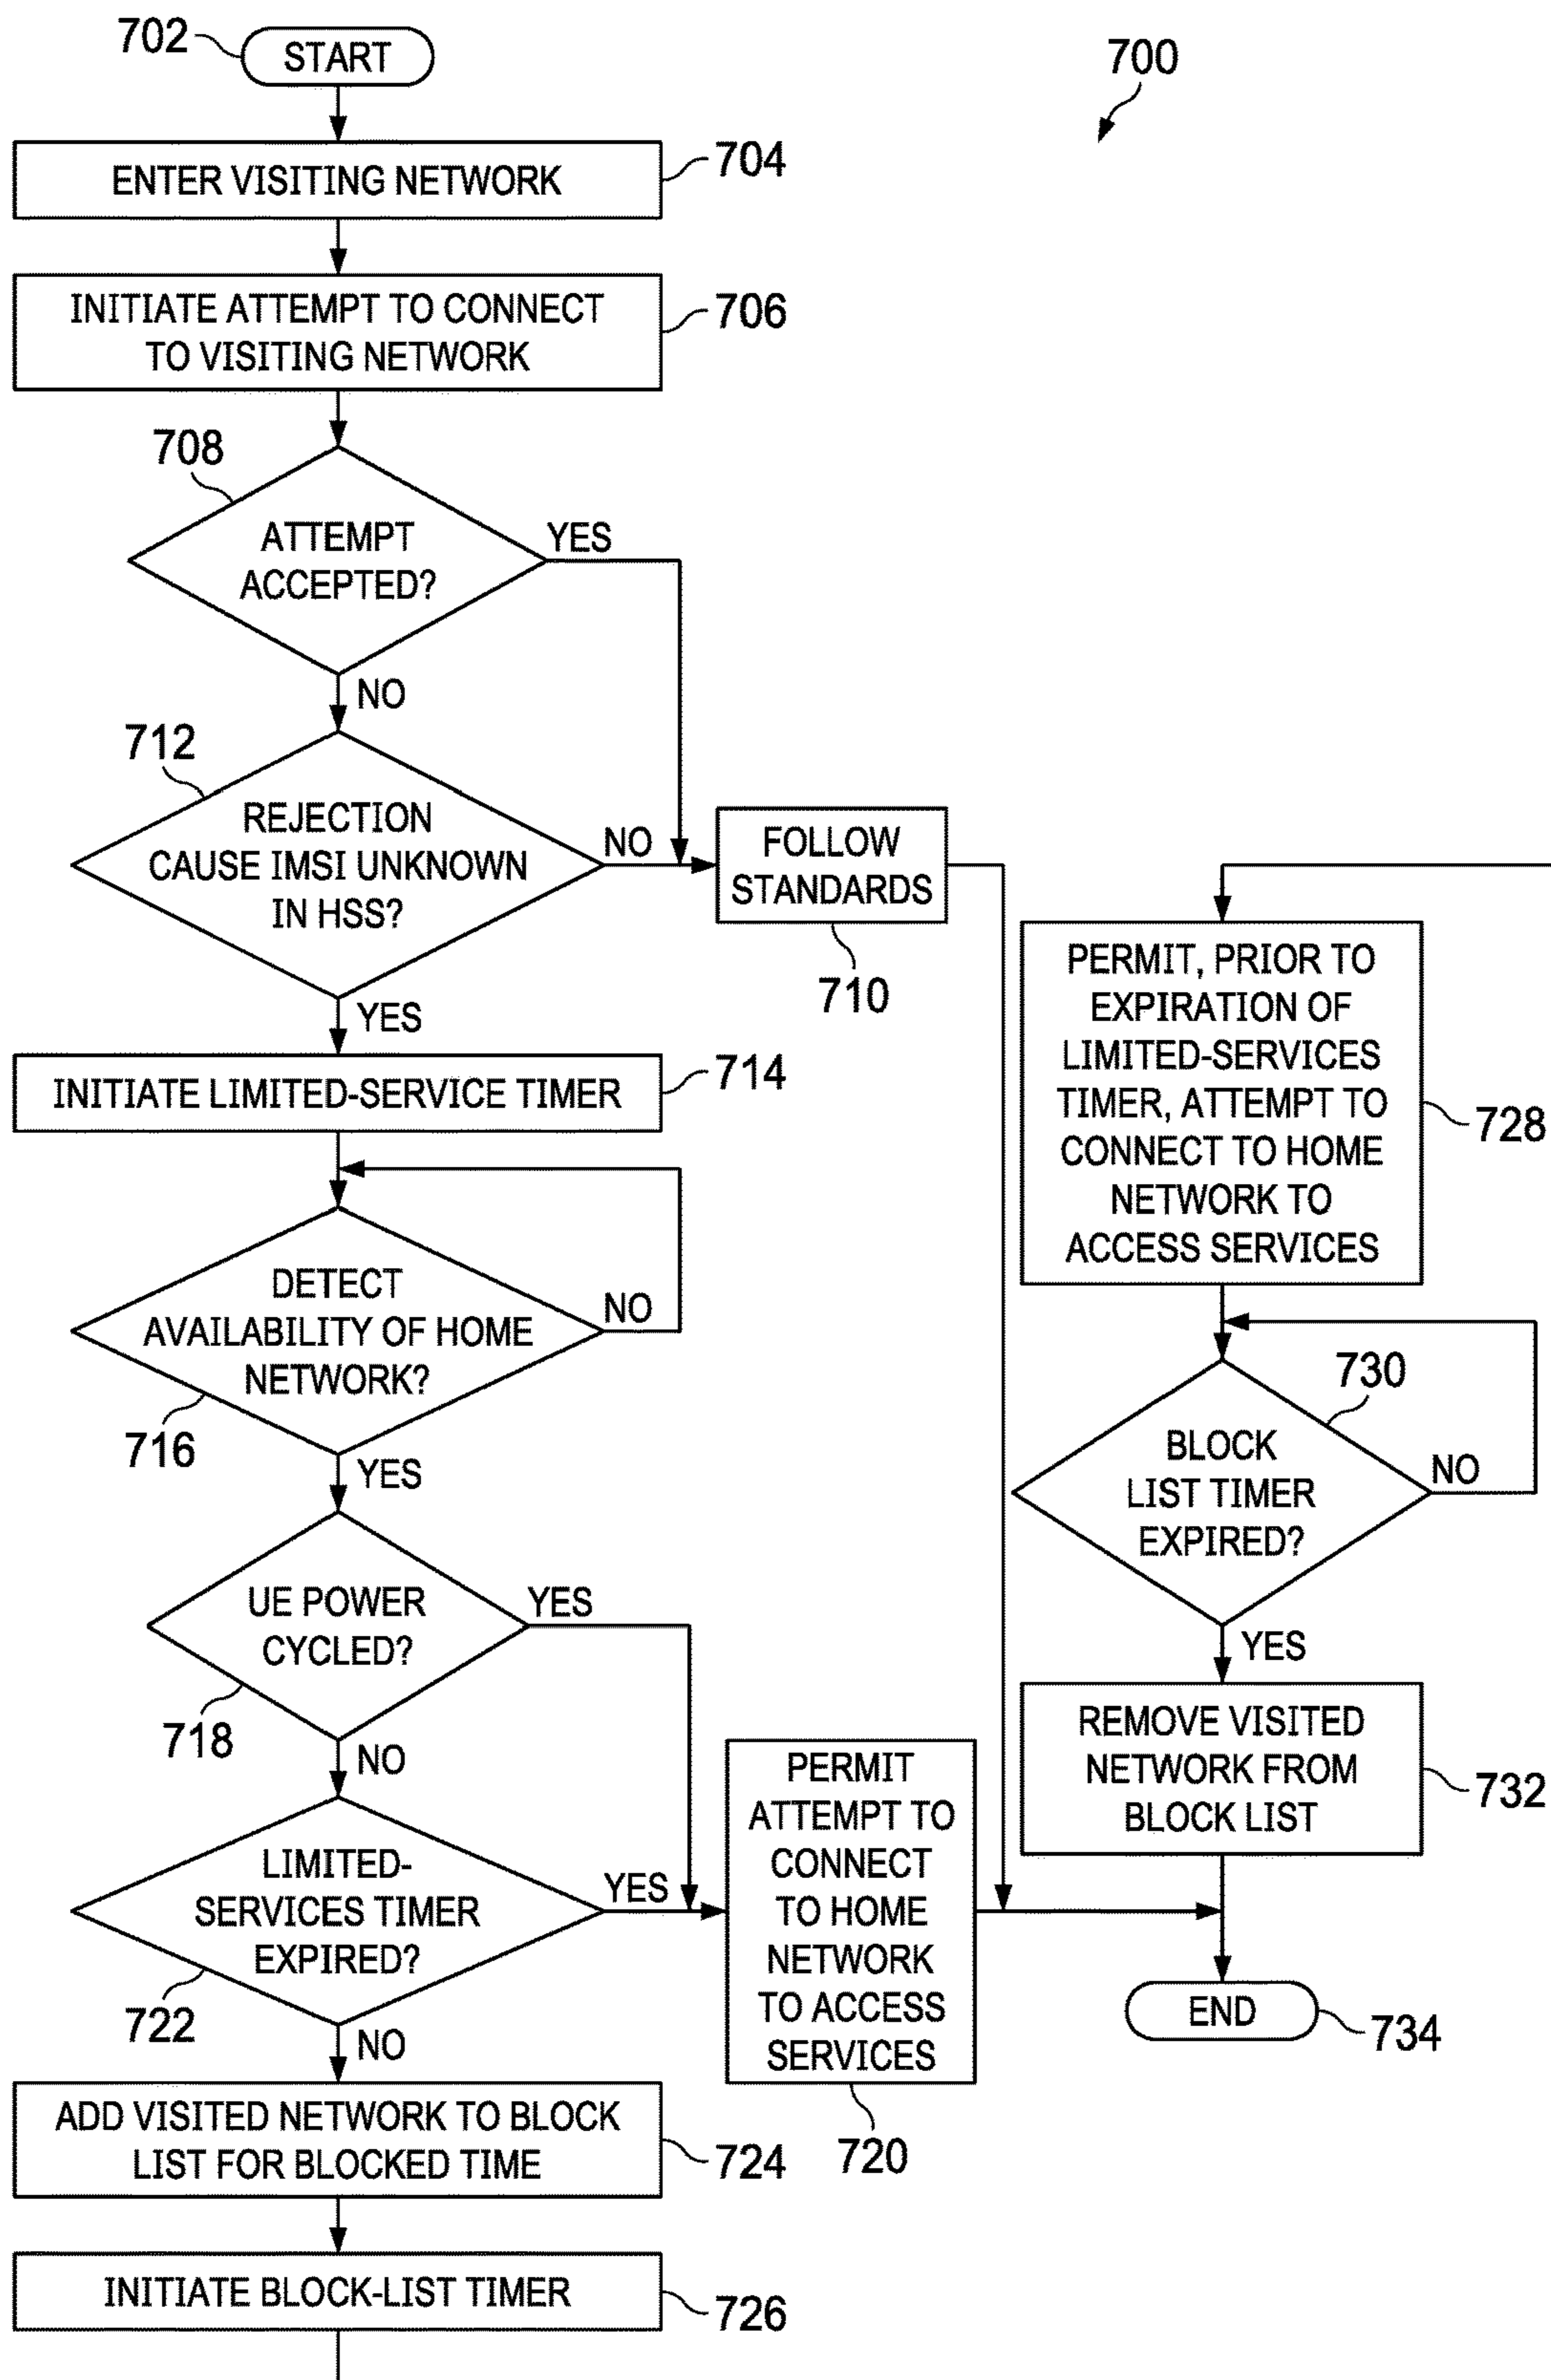 702
START
700
ENTER VISITING NETWORK
704
INITIATE ATTEMPT TO CONNECT
TO VISITING NETWORK
706
708
ATTEMPT
ACCEPTED?
YES
NO
712
REJECTION
CAUSE IMSI UNKNOWN
IN HSS?
NO
YES
FOLLOW
STANDARDS
710
INITIATE LIMITED-SERVICE TIMER
714
DETECT
AVAILABILITY OF HOME
NETWORK?
NO
716
YES
UE POWER
CYCLED?
YES
718
NO
LIMITED-
SERVICES TIMER
EXPIRED?
YES
722
NO
PERMIT
ATTEMPT TO
CONNECT
TO HOME
NETWORK
TO ACCESS
SERVICES
720
ADD VISITED NETWORK TO BLOCK
LIST FOR BLOCKED TIME
724
INITIATE BLOCK-LIST TIMER
726
PERMIT, PRIOR TO
EXPIRATION OF
LIMITED-SERVICES
TIMER, ATTEMPT TO
CONNECT TO HOME
NETWORK TO
ACCESS SERVICES
728
730
BLOCK
LIST TIMER
EXPIRED?
NO
YES
REMOVE VISITED
NETWORK FROM
BLOCK LIST
732
END
734